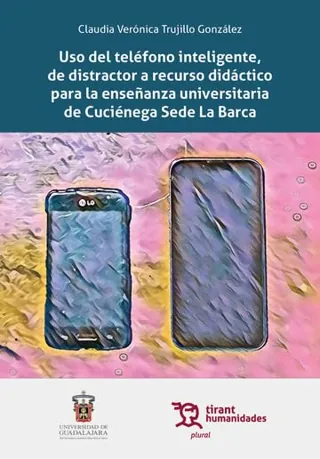 Claudia Verónica Trujillo González
Uso del teléfono inteligente,
de distractor a recurso didáctico
para la enseñanza universitaria
de Cuciénega Sede La Barca
LG
UNIVERSIDAD DE
GUADALAJARA
tirant
humanidades
plural